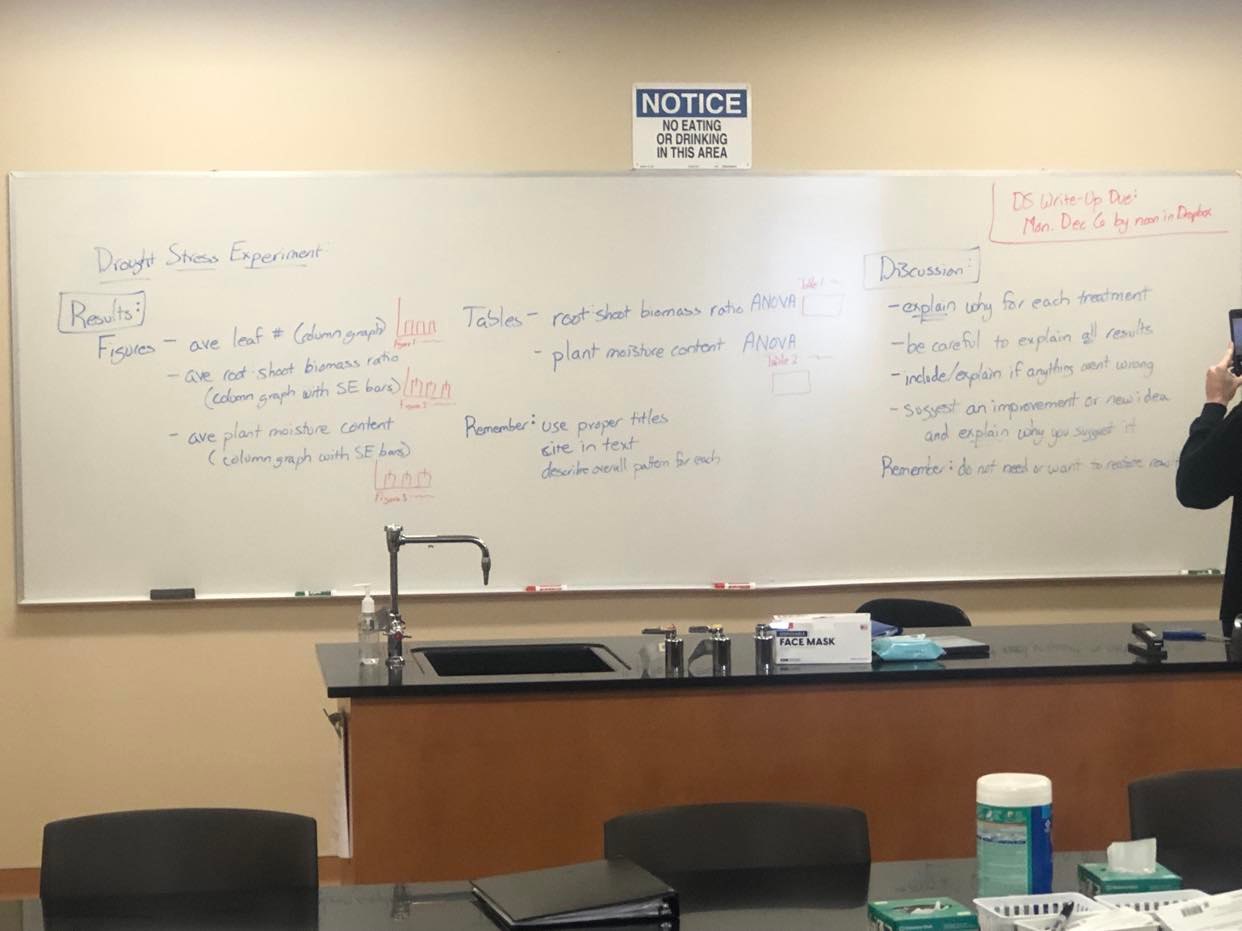 NOTICE
NO EATING
OR DRINKING
IN THIS AREA
DS Write-Up Due:
Mon. Dec 6 by noon in Dropbox
Drought Stress Experiment:
Results:
Figures - ave leaf # (column graph)
Figure 1
- ave root:shoot biomass ratio
(column graph with SE bars)
Figure 2
- ave plant moisture content
(column graph with SE bars)
Figure 3
Tables - root:shoot biomass ratio ANOVA
Table 1
- plant moisture content ANOVA
Table 2
Remember: use proper titles
site in text
describe overall pattern for each
Discussion:
- explain why for each treatment
- be careful to explain all results
- include/explain if anything went wrong
- suggest an improvement or new idea
and explain why you suggest it
Remember: do not need or want to restate
FACE MASK